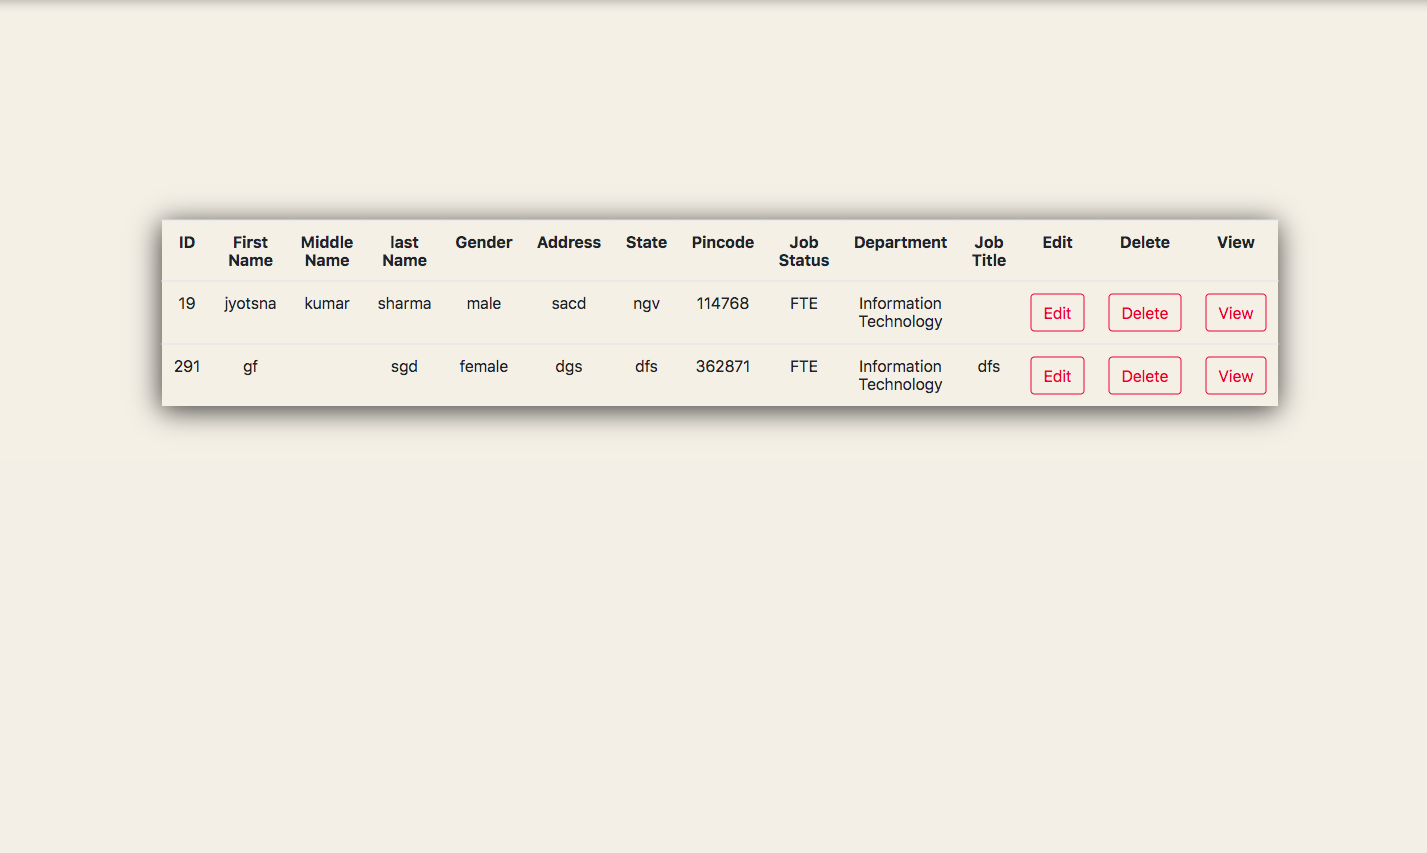 ID First Name Middle Name last Name Gender Address State Pincode Job Status Department Job Title Edit Delete View
19 jyotsna kumar sharma male sacd ngv 114768 FTE Information Technology Edit Delete View
291 gf sgd female dgs dfs 362871 FTE Information Technology dfs Edit Delete View